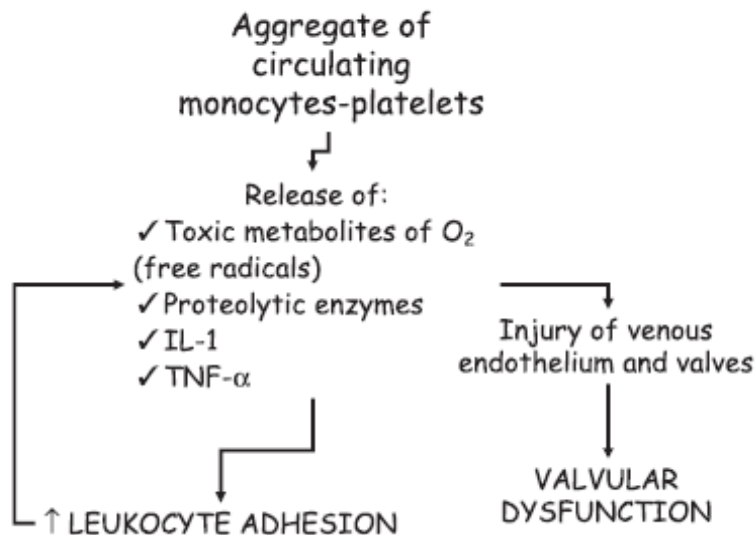 Aggregate of
circulating
monocytes-platelets
Release of:
✓ Toxic metabolites of O₂
(free radicals)
✓ Proteolytic enzymes
✓ IL-1
✓ TNF-α
Injury of venous
endothelium and valves
↑ LEUKOCYTE ADHESION
VALVULAR
DYSFUNCTION